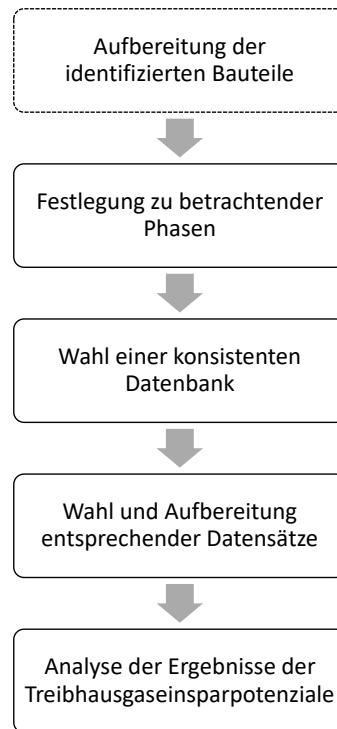 Aufbereitung der
identifizierten Bauteile
Festlegung zu betrachtender
Phasen
Wahl einer konsistenten
Datenbank
Wahl und Aufbereitung
entsprechender Datensätze
Analyse der Ergebnisse der
Treibhausgaseinsparpotenziale